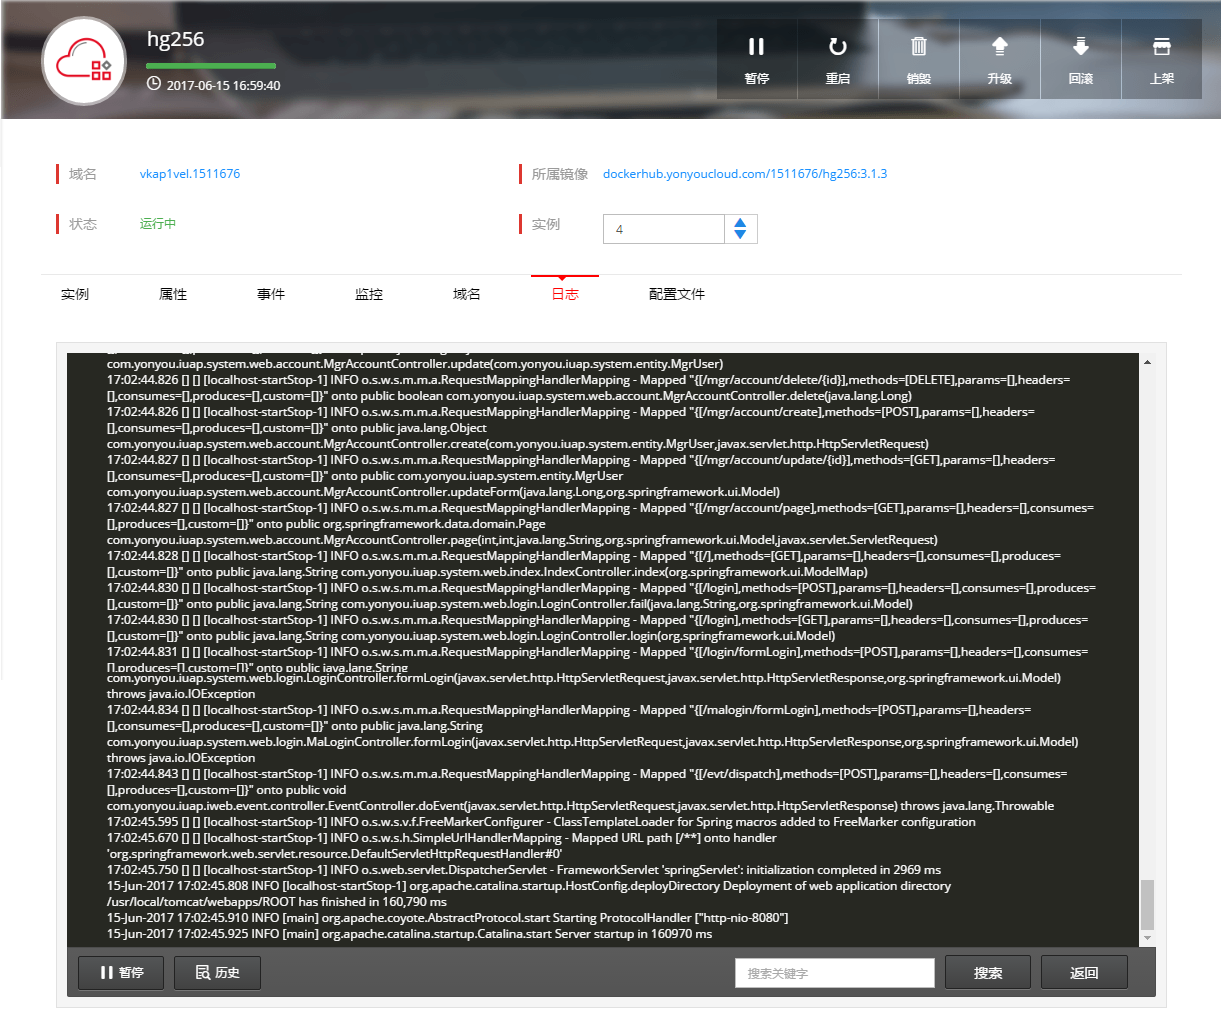 hg256
2017-06-15 16:59:40
暂停 重启 销毁 升级 回滚 上架
域名 vkap1vel.1511676 所属镜像 dockerhub.yonyoucloud.com/1511676/hg256:3.1.3
状态 运行中 实例 4
实例 属性 事件 监控 域名 日志 配置文件
com.yonyou.iuap.system.web.account.MgrAccountController.update(com.yonyou.iuap.system.entity.MgrUser)
17:02:44.826 [] [] [localhost-startStop-1] INFO o.s.w.s.m.m.a.RequestMappingHandlerMapping - Mapped "{[/mgr/account/delete/{id}],methods=[DELETE],params=[],headers=
[],consumes=[],produces=[],custom=[]}" onto public boolean com.yonyou.iuap.system.web.account.MgrAccountController.delete(java.lang.Long)
17:02:44.826 [] [] [localhost-startStop-1] INFO o.s.w.s.m.m.a.RequestMappingHandlerMapping - Mapped "{[/mgr/account/create],methods=[POST],params=[],headers=
[],consumes=[],produces=[],custom=[]}" onto public java.lang.Object
com.yonyou.iuap.system.web.account.MgrAccountController.create(com.yonyou.iuap.system.entity.MgrUser,javax.servlet.http.HttpServletRequest)
17:02:44.827 [] [] [localhost-startStop-1] INFO o.s.w.s.m.m.a.RequestMappingHandlerMapping - Mapped "{[/mgr/account/update/{id}],methods=[GET],params=[],headers=
[],consumes=[],produces=[],custom=[]}" onto public com.yonyou.iuap.system.entity.MgrUser
com.yonyou.iuap.system.web.account.MgrAccountController.updateForm(java.lang.Long,org.springframework.ui.Model)
17:02:44.827 [] [] [localhost-startStop-1] INFO o.s.w.s.m.m.a.RequestMappingHandlerMapping - Mapped "{[/mgr/account/page],methods=[GET],params=[],headers=[],consumes=
[],produces=[],custom=[]}" onto public org.springframework.data.domain.Page
com.yonyou.iuap.system.web.account.MgrAccountController.page(int,int,java.lang.String,org.springframework.ui.Model,javax.servlet.ServletRequest)
17:02:44.828 [] [] [localhost-startStop-1] INFO o.s.w.s.m.m.a.RequestMappingHandlerMapping - Mapped "{[/],methods=[GET],params=[],headers=[],consumes=[],produces=
[],custom=[]}" onto public java.lang.String com.yonyou.iuap.system.web.index.IndexController.index(org.springframework.ui.ModelMap)
17:02:44.830 [] [] [localhost-startStop-1] INFO o.s.w.s.m.m.a.RequestMappingHandlerMapping - Mapped "{[/login],methods=[POST],params=[],headers=[],consumes=[],produces=
[],custom=[]}" onto public java.lang.String com.yonyou.iuap.system.web.login.LoginController.fail(java.lang.String,org.springframework.ui.Model)
17:02:44.830 [] [] [localhost-startStop-1] INFO o.s.w.s.m.m.a.RequestMappingHandlerMapping - Mapped "{[/login],methods=[GET],params=[],headers=[],consumes=[],produces=
[],custom=[]}" onto public java.lang.String com.yonyou.iuap.system.web.login.LoginController.login(org.springframework.ui.Model)
17:02:44.831 [] [] [localhost-startStop-1] INFO o.s.w.s.m.m.a.RequestMappingHandlerMapping - Mapped "{[/login/formLogin],methods=[POST],params=[],headers=[],consumes=
[],produces=[],custom=[]}" onto public java.lang.String
com.yonyou.iuap.system.web.login.LoginController.formLogin(javax.servlet.http.HttpServletRequest,javax.servlet.http.HttpServletResponse,org.springframework.ui.Model)
throws java.io.IOException
17:02:44.834 [] [] [localhost-startStop-1] INFO o.s.w.s.m.m.a.RequestMappingHandlerMapping - Mapped "{[/malogin/formLogin],methods=[POST],params=[],headers=
[],consumes=[],produces=[],custom=[]}" onto public java.lang.String
com.yonyou.iuap.system.web.login.MaLoginController.formLogin(javax.servlet.http.HttpServletRequest,javax.servlet.http.HttpServletResponse,org.springframework.ui.Model)
throws java.io.IOException
17:02:44.843 [] [] [localhost-startStop-1] INFO o.s.w.s.m.m.a.RequestMappingHandlerMapping - Mapped "{[/evt/dispatch],methods=[POST],params=[],headers=[],consumes=
[],produces=[],custom=[]}" onto public void
com.yonyou.iuap.iweb.event.controller.EventController.doEvent(javax.servlet.http.HttpServletRequest,javax.servlet.http.HttpServletResponse) throws java.lang.Throwable
17:02:45.595 [] [] [localhost-startStop-1] INFO o.s.w.s.v.f.FreeMarkerConfigurer - ClassTemplateLoader for Spring macros added to FreeMarker configuration
17:02:45.670 [] [] [localhost-startStop-1] INFO o.s.w.s.h.SimpleUrlHandlerMapping - Mapped URL path [/**] onto handler
'org.springframework.web.servlet.resource.DefaultServletHttpRequestHandler#0'
17:02:45.750 [] [] [localhost-startStop-1] INFO o.s.web.servlet.DispatcherServlet - FrameworkServlet 'springServlet': initialization completed in 2969 ms
15-Jun-2017 17:02:45.808 INFO [localhost-startStop-1] org.apache.catalina.startup.HostConfig.deployDirectory Deployment of web application directory
/usr/local/tomcat/webapps/ROOT has finished in 160,790 ms
15-Jun-2017 17:02:45.910 INFO [main] org.apache.coyote.AbstractProtocol.start Starting ProtocolHandler ["http-nio-8080"]
15-Jun-2017 17:02:45.925 INFO [main] org.apache.catalina.startup.Catalina.start Server startup in 160970 ms
暂停 历史 搜索关键字 搜索 返回